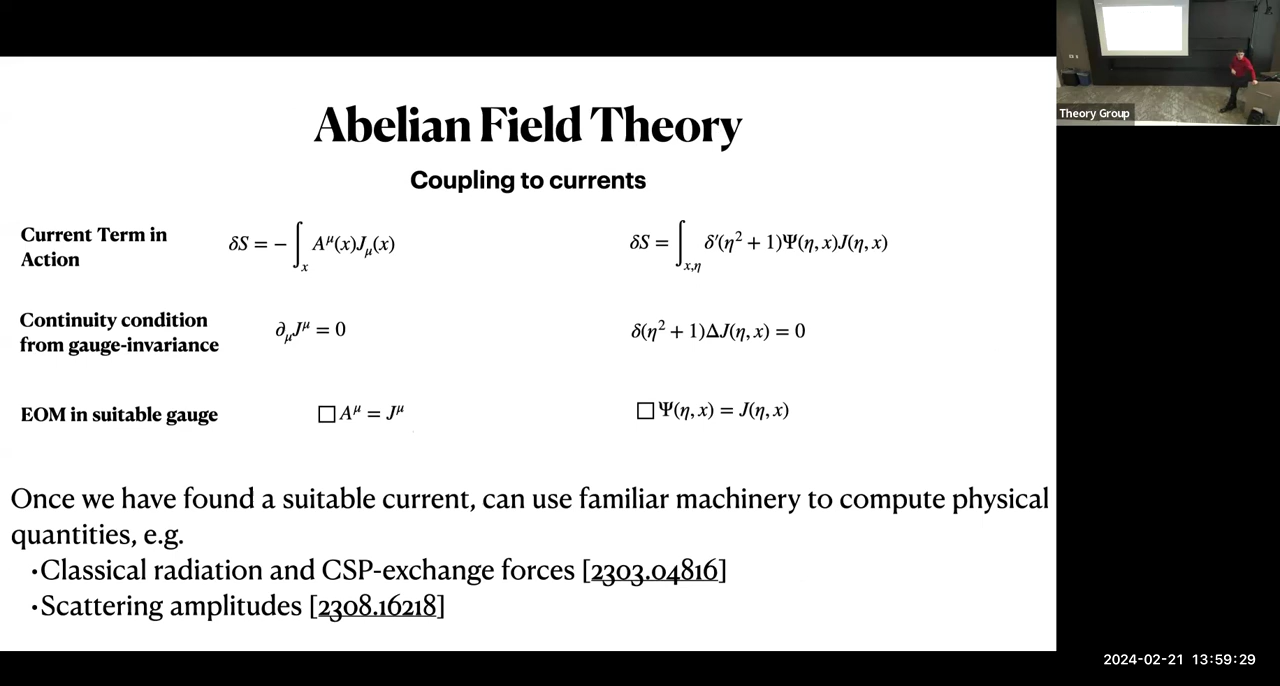 Abelian Field Theory
Coupling to currents
Current Term in
Action
δS = − ∫ₓ A^μ(x)J_μ(x)
δS = ∫_{x,η} δ′(η² + 1)Ψ(η, x)J(η, x)
Continuity condition
from gauge-invariance
∂_μJ^μ = 0
δ(η² + 1)ΔJ(η, x) = 0
EOM in suitable gauge
□ A^μ = J^μ
□ Ψ(η, x) = J(η, x)
Once we have found a suitable current, can use familiar machinery to compute physical
quantities, e.g.
•Classical radiation and CSP-exchange forces [2303.04816]
•Scattering amplitudes [2308.16218]
Theory Group
2024-02-21 13:59:29